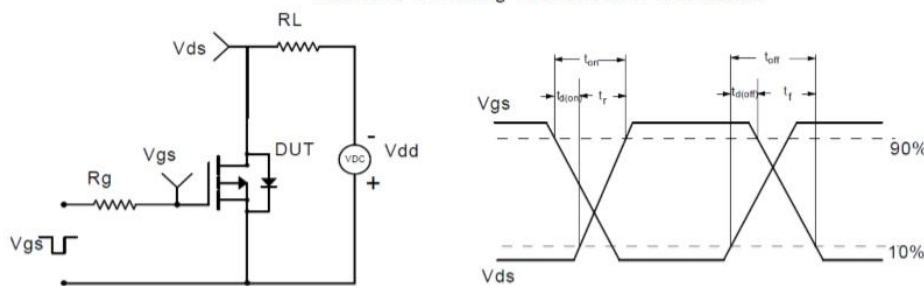 RL
Vds
Vgs
DUT
VDC
-
Vdd
+
Rg
Vgs
ton
toff
td(on)
tr
td(off)
tf
Vgs
90%
10%
Vds